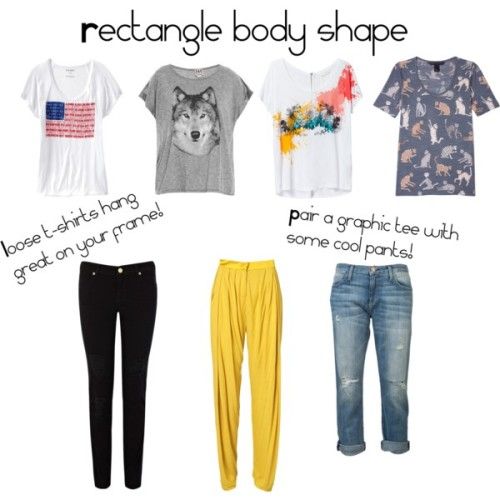 rectangle body shape
loose t-shirts hang
great on your frame!
Pair a graphic tee with
some cool pants!